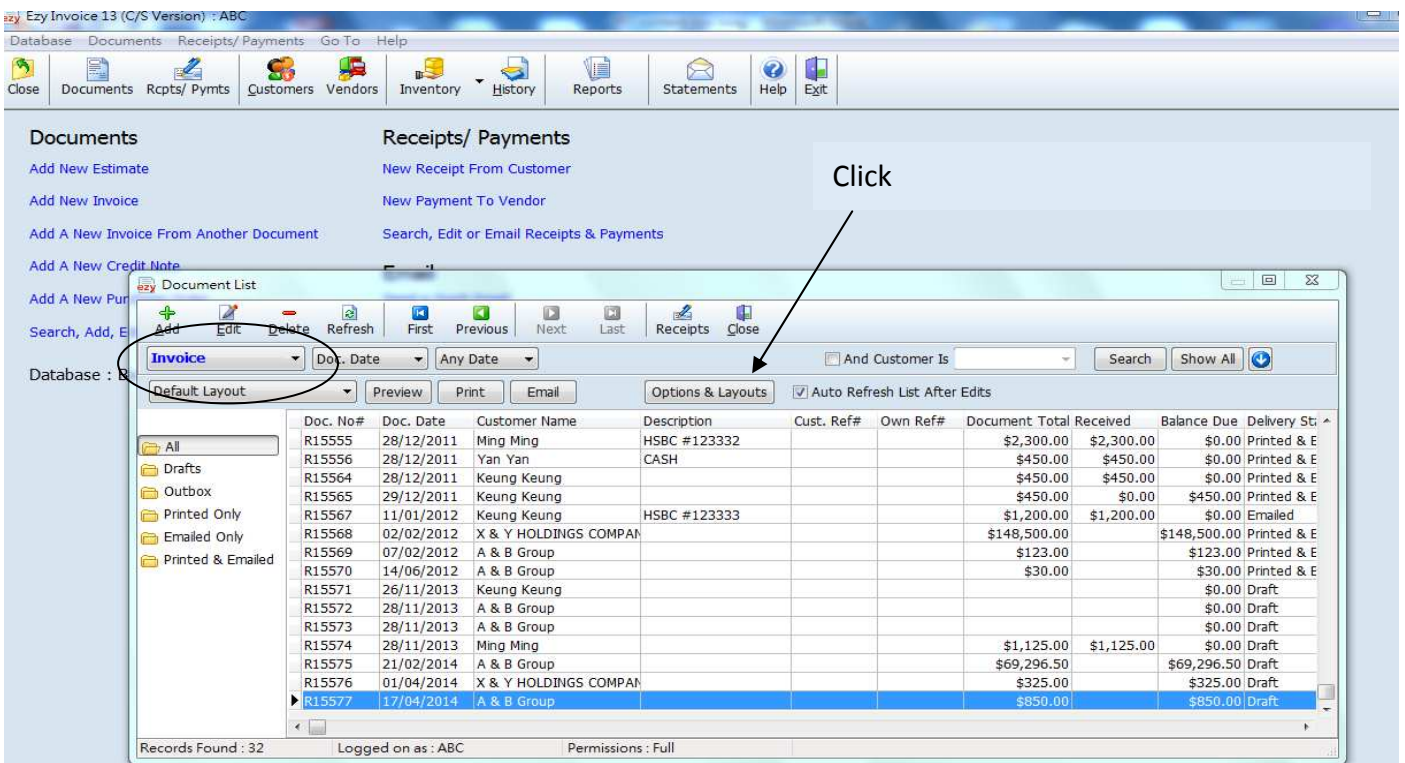 ezy Ezy Invoice 13 (C/S Version) : ABC
Database Documents Receipts/ Payments Go To Help
Close Documents Rcpts/ Pymts Customers Vendors Inventory History Reports Statements Help Exit
Documents Receipts/ Payments
Click
Add New Estimate New Receipt From Customer
Add New Invoice New Payment To Vendor
Add A New Invoice From Another Document Search, Edit or Email Receipts & Payments
Add A New Credit Note
ezy Document List
Add A New Pur
Add Edit Delete Refresh First Previous Next Last Receipts Close
Search, Add, E
Invoice Doc. Date Any Date And Customer Is Search Show All
Database : B
Default Layout Preview Print Email Options & Layouts Auto Refresh List After Edits
Doc. No# Doc. Date Customer Name Description Cust. Ref# Own Ref# Document Total Received Balance Due Delivery Sta
All
Drafts
Outbox
Printed Only
Emailed Only
Printed & Emailed
R15555 28/12/2011 Ming Ming HSBC #123332 $2,300.00 $2,300.00 $0.00 Printed & E
R15556 28/12/2011 Yan Yan CASH $450.00 $450.00 $0.00 Printed & E
R15564 28/12/2011 Keung Keung $450.00 $450.00 $0.00 Printed & E
R15565 29/12/2011 Keung Keung $450.00 $0.00 $450.00 Printed & E
R15567 11/01/2012 Keung Keung HSBC #123333 $1,200.00 $1,200.00 $0.00 Emailed
R15568 02/02/2012 X & Y HOLDINGS COMPAN $148,500.00 $148,500.00 Printed & E
R15569 07/02/2012 A & B Group $123.00 $123.00 Printed & E
R15570 14/06/2012 A & B Group $30.00 $30.00 Printed & E
R15571 26/11/2013 Keung Keung $0.00 Draft
R15572 28/11/2013 A & B Group $0.00 Draft
R15573 28/11/2013 A & B Group $0.00 Draft
R15574 28/11/2013 Ming Ming $1,125.00 $1,125.00 $0.00 Draft
R15575 21/02/2014 A & B Group $69,296.50 $69,296.50 Draft
R15576 01/04/2014 X & Y HOLDINGS COMPAN $325.00 $325.00 Draft
R15577 17/04/2014 A & B Group $850.00 $850.00 Draft
Records Found : 32 Logged on as : ABC Permissions : Full